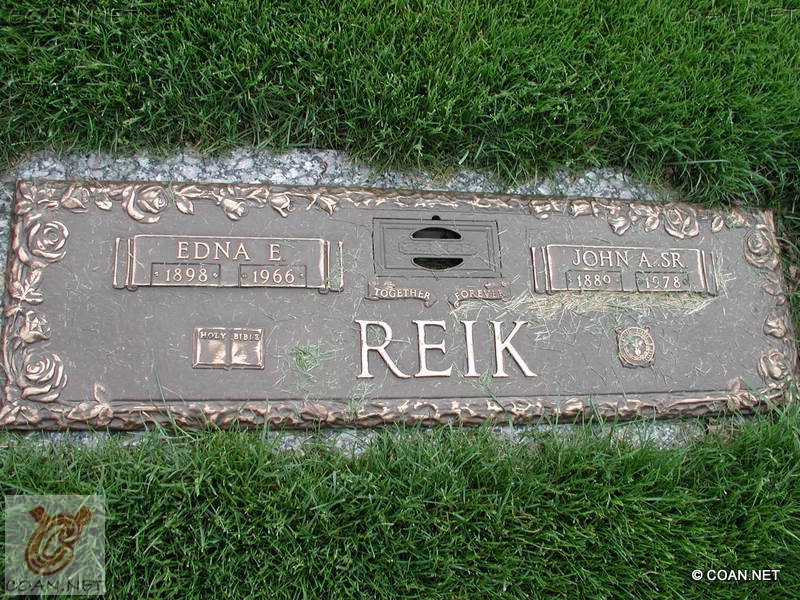 COAN.NET
COAN.NET
EDNA E.
1898 1966
JOHN A. SR.
1889 1978
TOGETHER FOREVER
HOLY BIBLE
REIK
COAN.NET
© COAN.NET